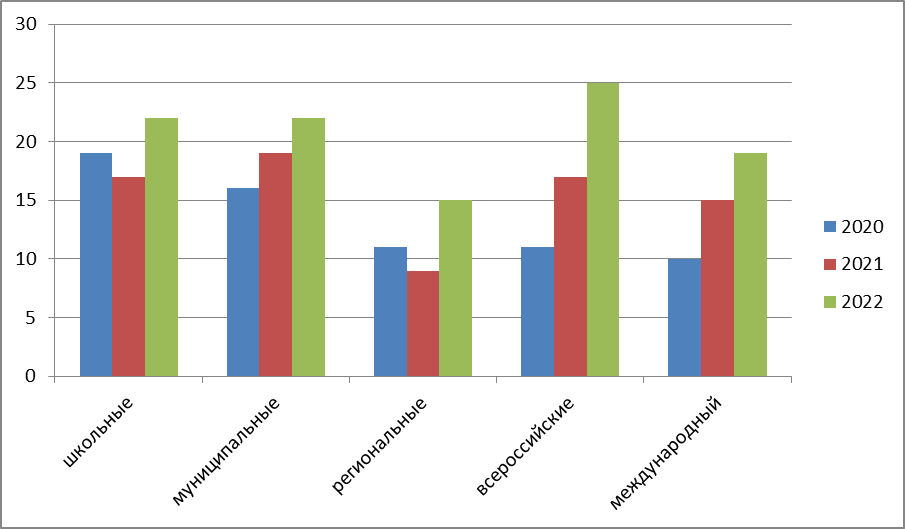 30
25
20
15
10
5
0
школьные
муниципальные
региональные
всероссийские
международный
2020
2021
2022